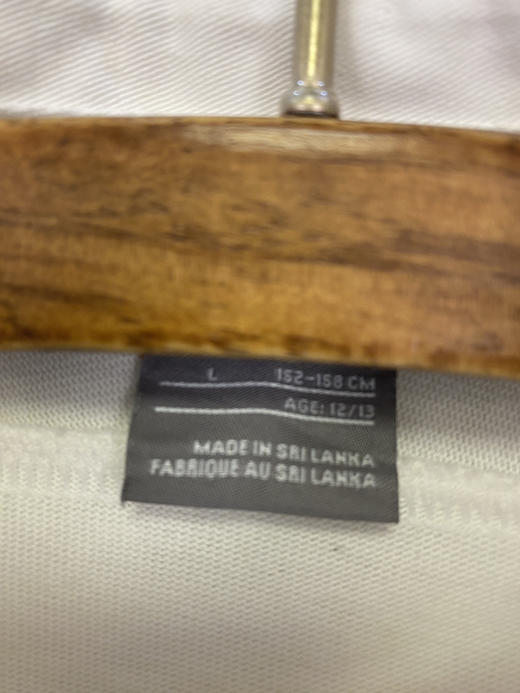 L 152-158 CM
AGE: 12/13
MADE IN SRI LANKA
FABRIQUE AU SRI LANKA